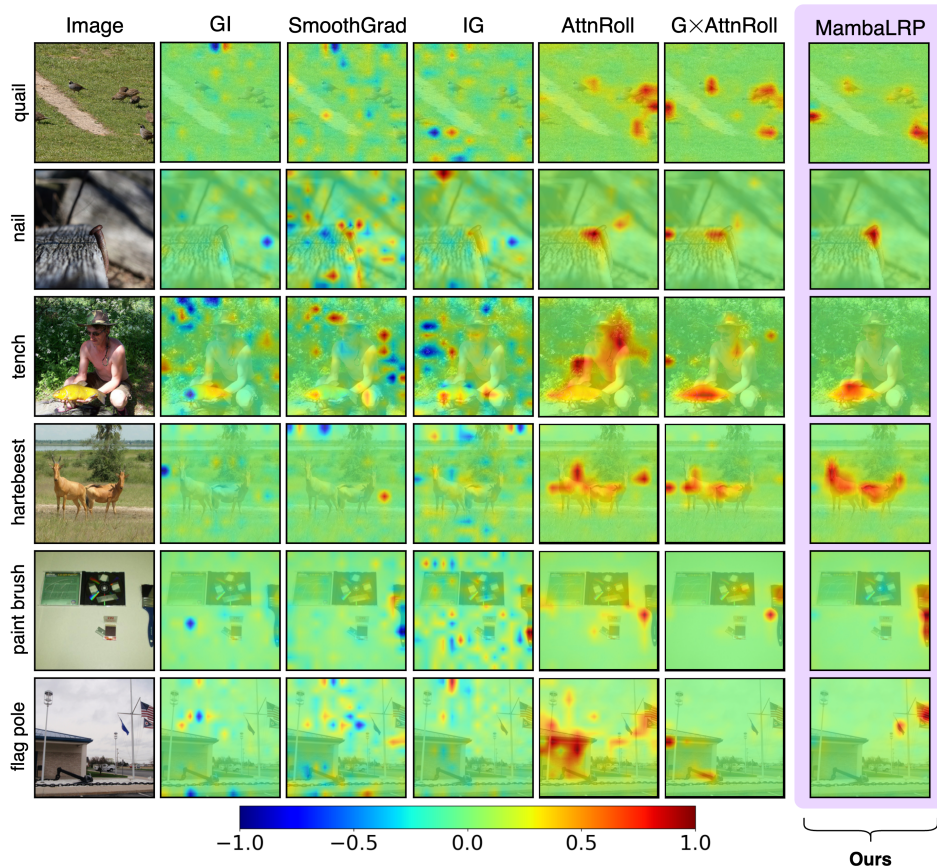 Image GI SmoothGrad IG AttnRoll G×AttnRoll MambaLRP
quail
nail
tench
hartebeest
paint brush
flag pole
−1.0 −0.5 0.0 0.5 1.0
Ours